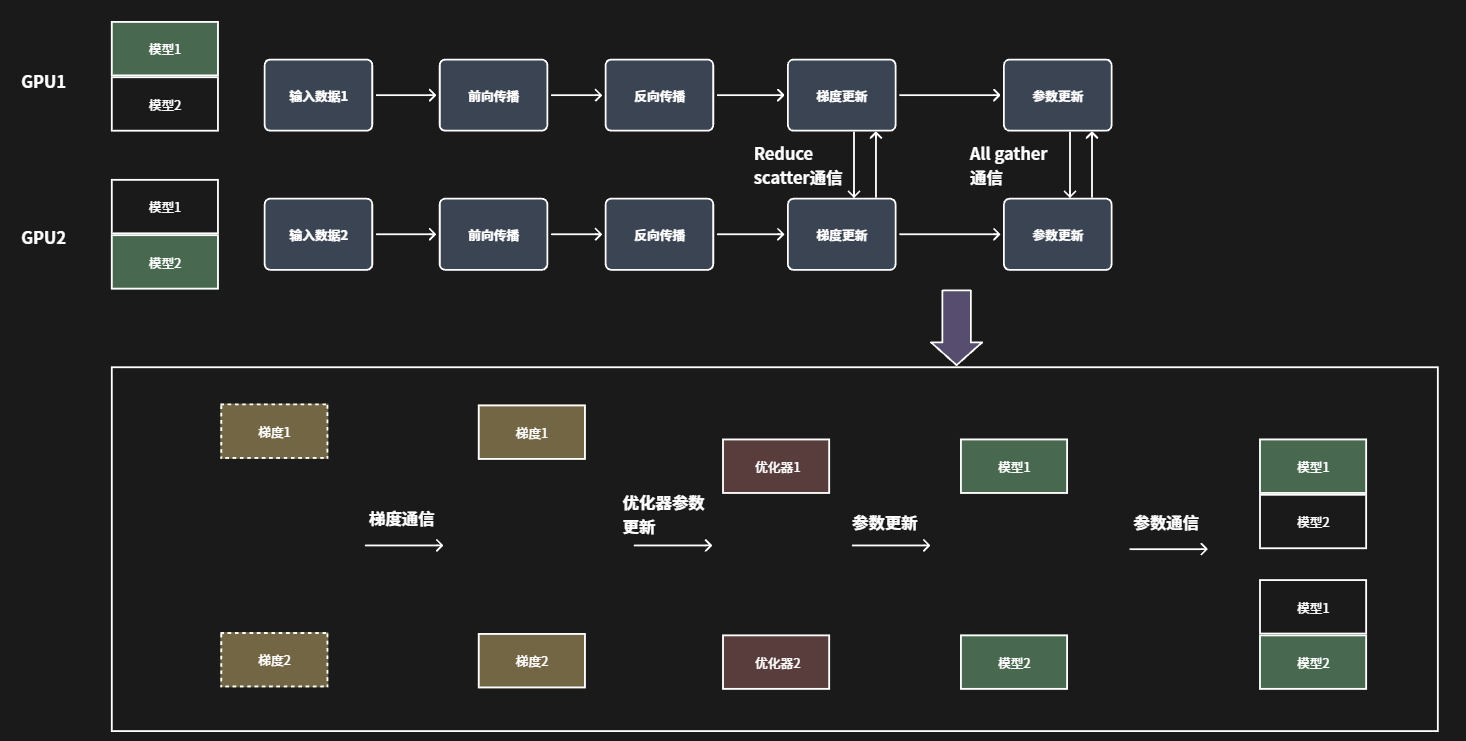 GPU1
模型1
模型2
输入数据1
前向传播
反向传播
梯度更新
参数更新
Reduce
scatter通信
All gather
通信
GPU2
模型1
模型2
输入数据2
前向传播
反向传播
梯度更新
参数更新
梯度1
梯度2
梯度通信
梯度1
梯度2
优化器参数
更新
优化器1
优化器2
参数更新
模型1
模型2
参数通信
模型1
模型2
模型1
模型2